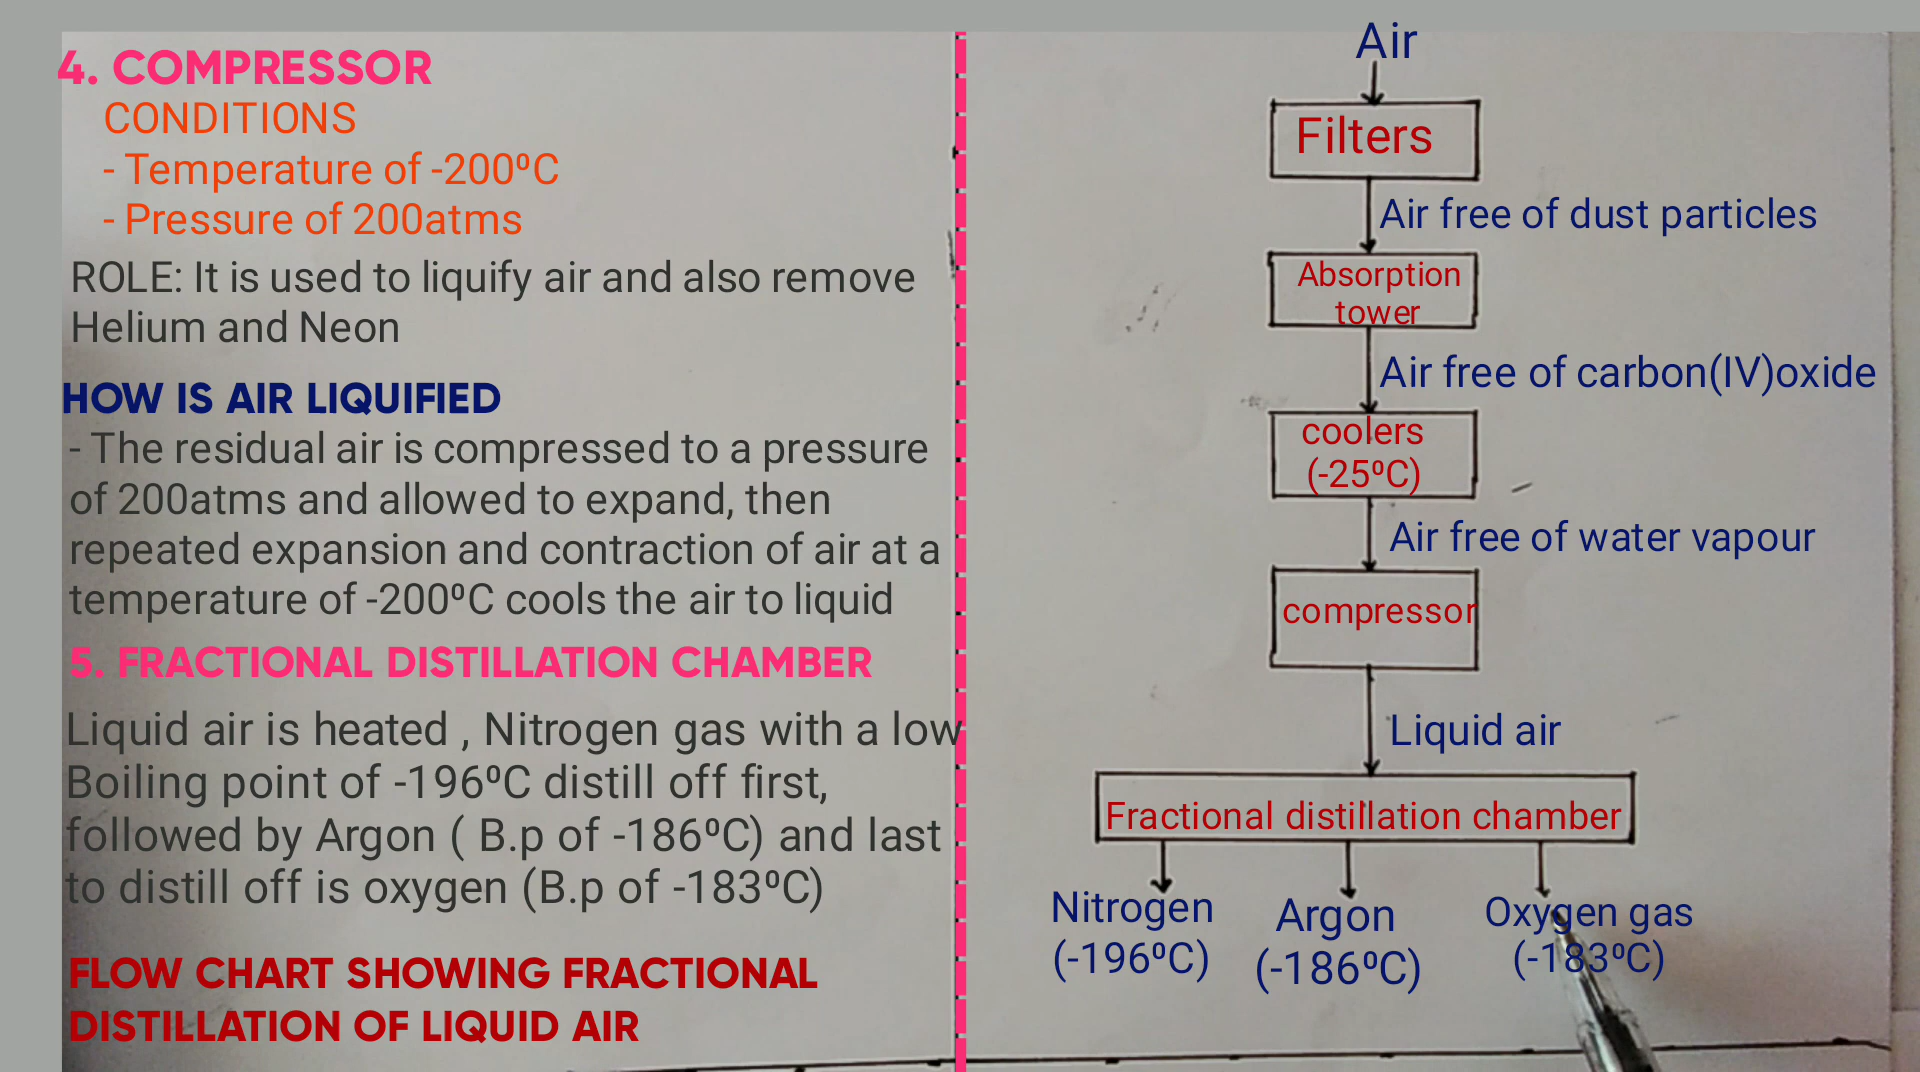 4. COMPRESSOR
CONDITIONS
- Temperature of -200⁰C
- Pressure of 200atms
ROLE: It is used to liquify air and also remove
Helium and Neon
HOW IS AIR LIQUIFIED
- The residual air is compressed to a pressure
of 200atms and allowed to expand, then
repeated expansion and contraction of air at a
temperature of -200⁰C cools the air to liquid
5. FRACTIONAL DISTILLATION CHAMBER
Liquid air is heated , Nitrogen gas with a low
Boiling point of -196⁰C distill off first,
followed by Argon ( B.p of -186⁰C) and last
to distill off is oxygen (B.p of -183⁰C)
FLOW CHART SHOWING FRACTIONAL
DISTILLATION OF LIQUID AIR
Air
Filters
Air free of dust particles
Absorption
tower
Air free of carbon(IV)oxide
coolers
(-25⁰C)
Air free of water vapour
compressor
Liquid air
Fractional distillation chamber
Nitrogen
(-196⁰C)
Argon
(-186⁰C)
Oxygen gas
(-183⁰C)